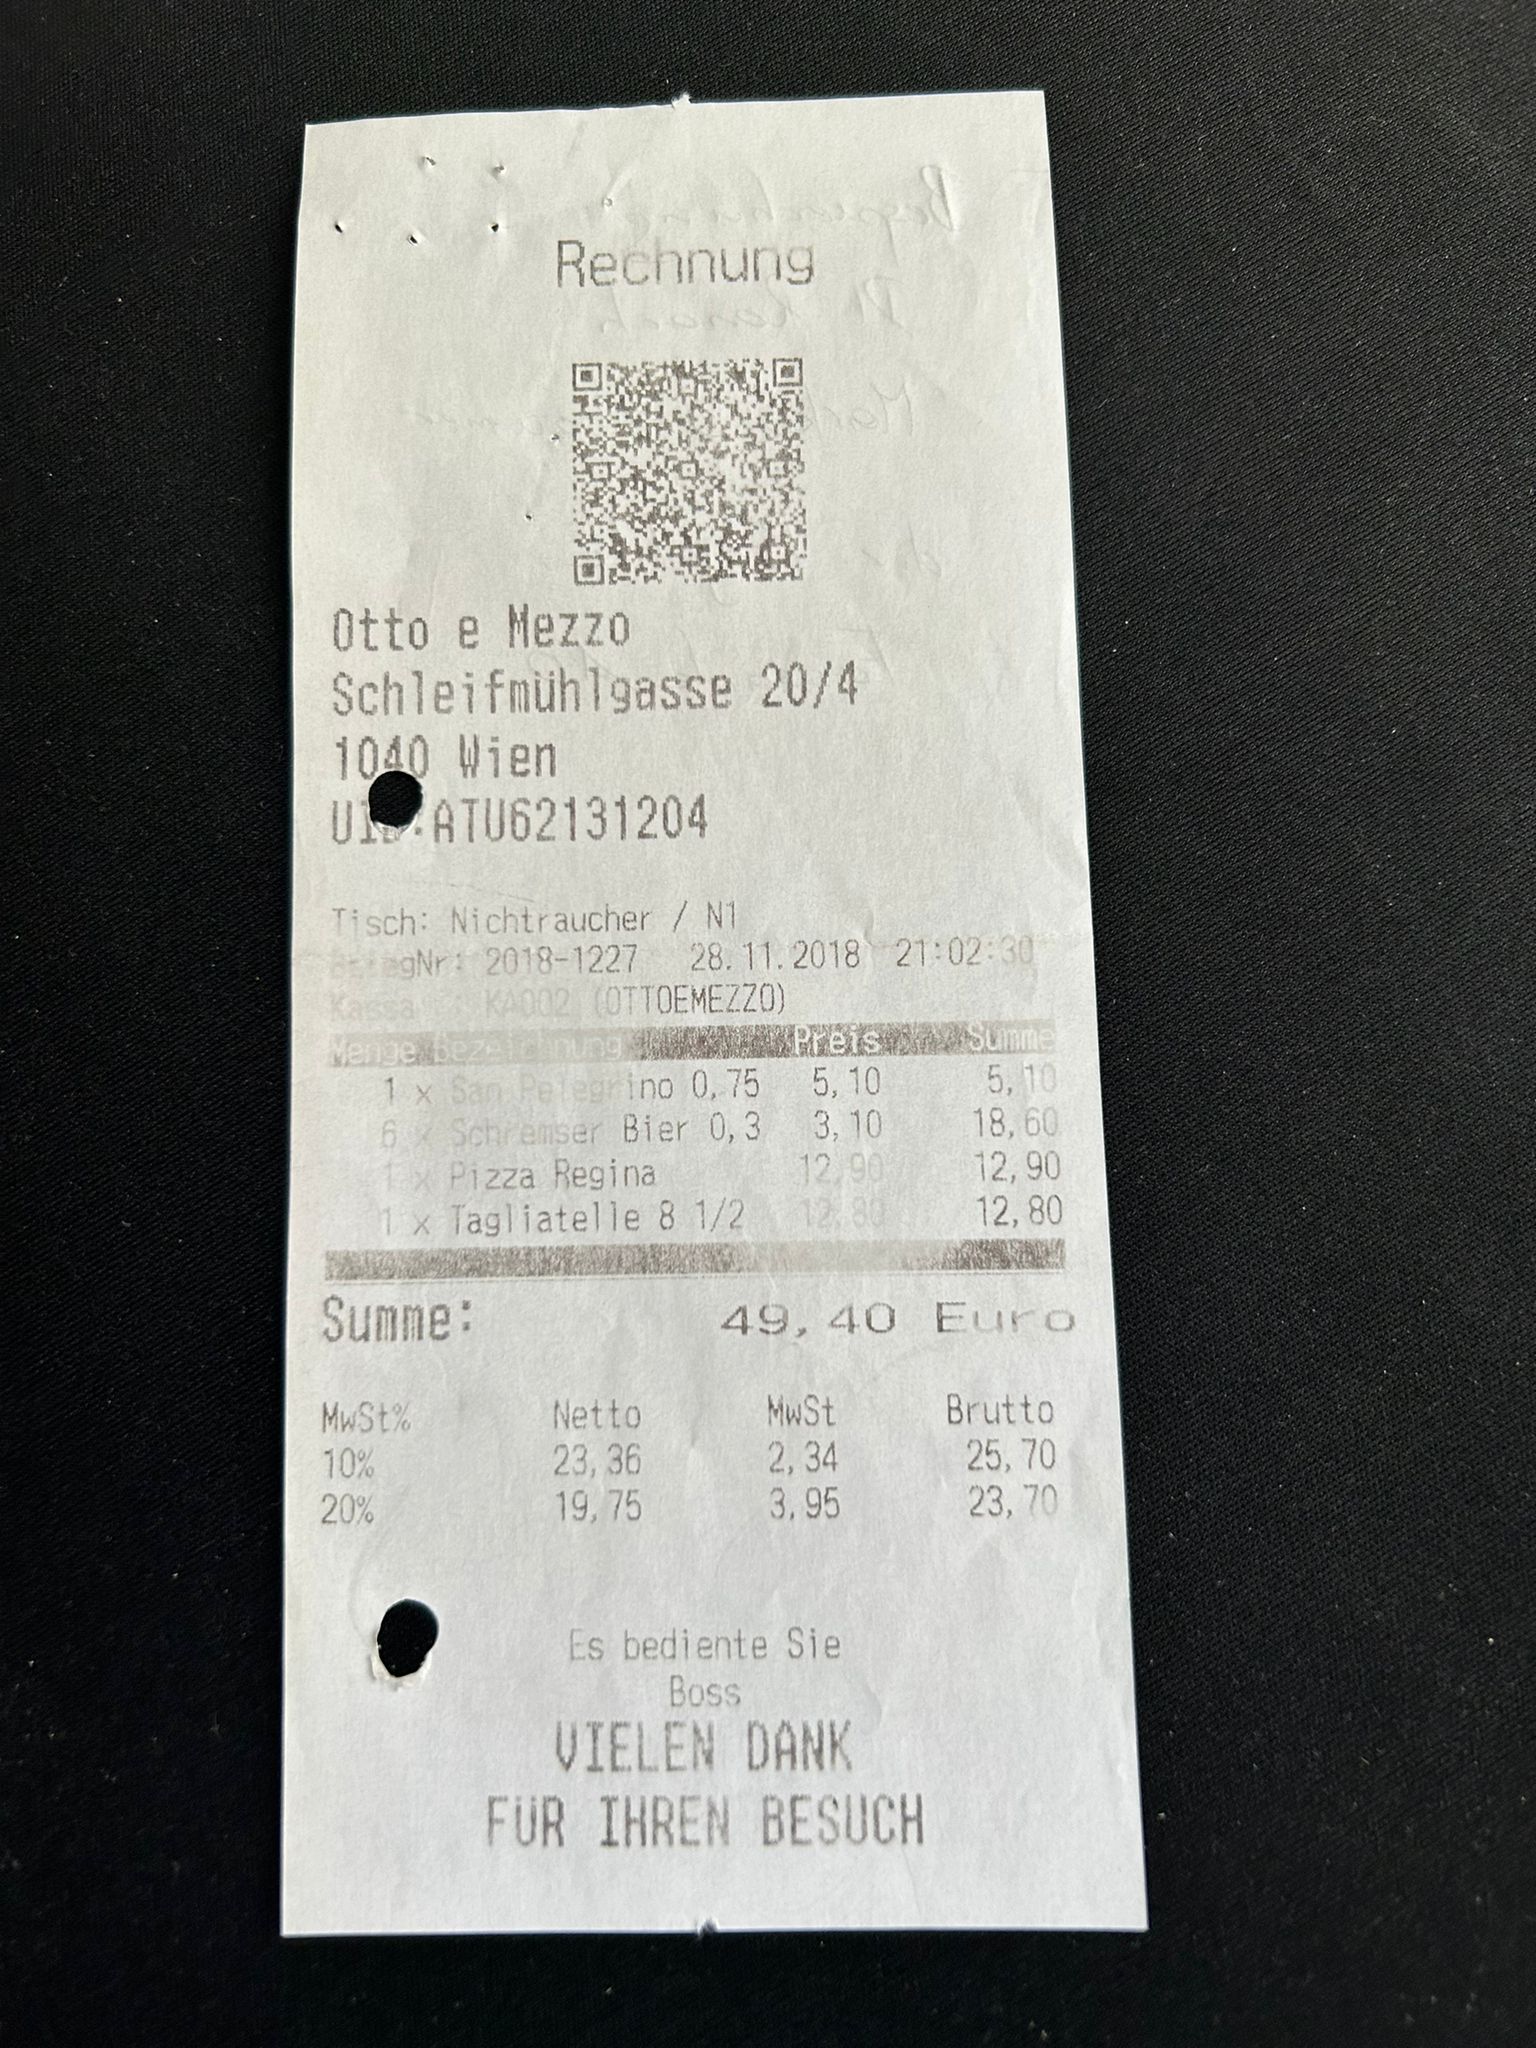 Rechnung
Otto e Mezzo
Schleifmühlgasse 20/4
1040 Wien
UID:ATU62131204
Tisch: Nichtraucher / N1
2018-1227 28.11.2018 21:02:30
Kassa KA002 (OTTOEMEZZO)
Menge Bezeichnung Preis Summe
1 x San Pelegrino 0,75 5,10 5,10
6 x Schremser Bier 0,3 3,10 18,60
1 x Pizza Regina 12,90 12,90
1 x Tagliatelle 8 1/2 12,80 12,80
Summe: 49,40 Euro
MwSt% Netto MwSt Brutto
10% 23,36 2,34 25,70
20% 19,75 3,95 23,70
Es bediente Sie
Boss
VIELEN DANK
FÜR IHREN BESUCH